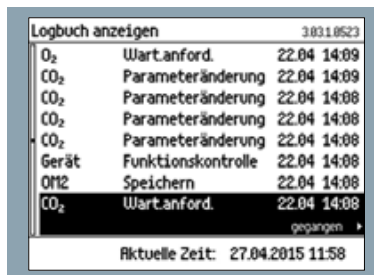 Logbuch anzeigen 3.03.1.0523
O₂ Wart.anford. 22.04 14:09
CO₂ Parameteränderung 22.04 14:09
CO₂ Parameteränderung 22.04 14:08
CO₂ Parameteränderung 22.04 14:08
CO₂ Parameteränderung 22.04 14:08
Gerät Funktionskontrolle 22.04 14:08
OM2 Speichern 22.04 14:08
CO₂ Wart.anford. 22.04 14:08
gegangen
Aktuelle Zeit: 27.04.2015 11:58